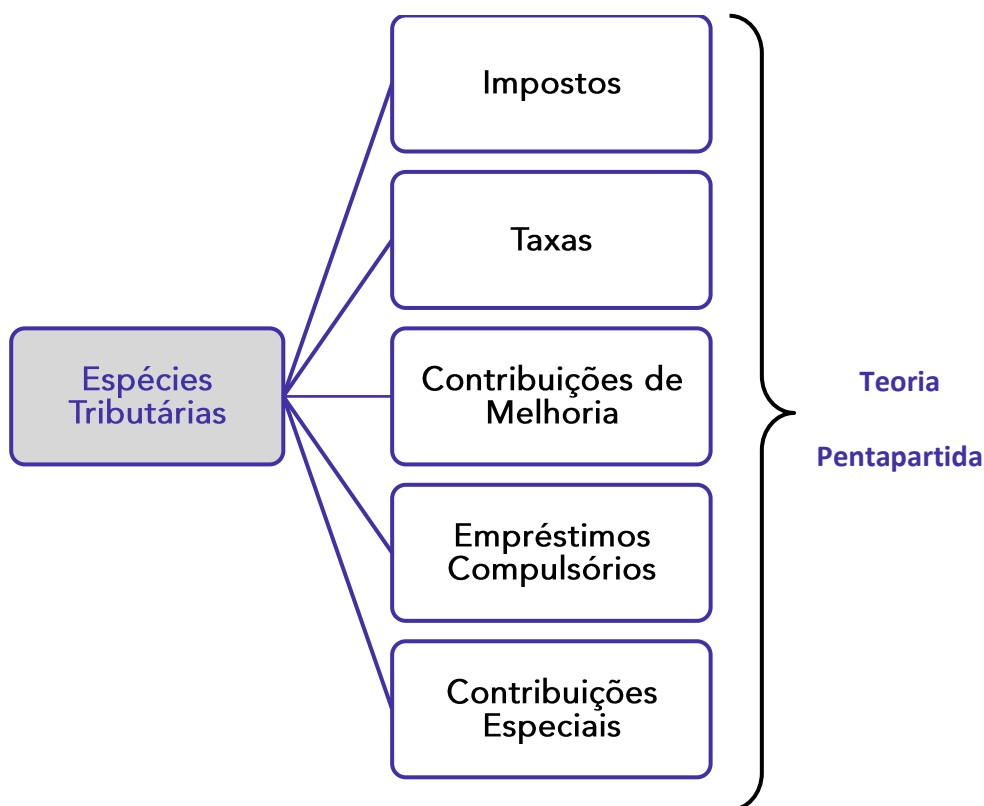 Espécies
Tributárias
Impostos
Taxas
Contribuições de
Melhoria
Empréstimos
Compulsórios
Contribuições
Especiais
Teoria
Pentapartida